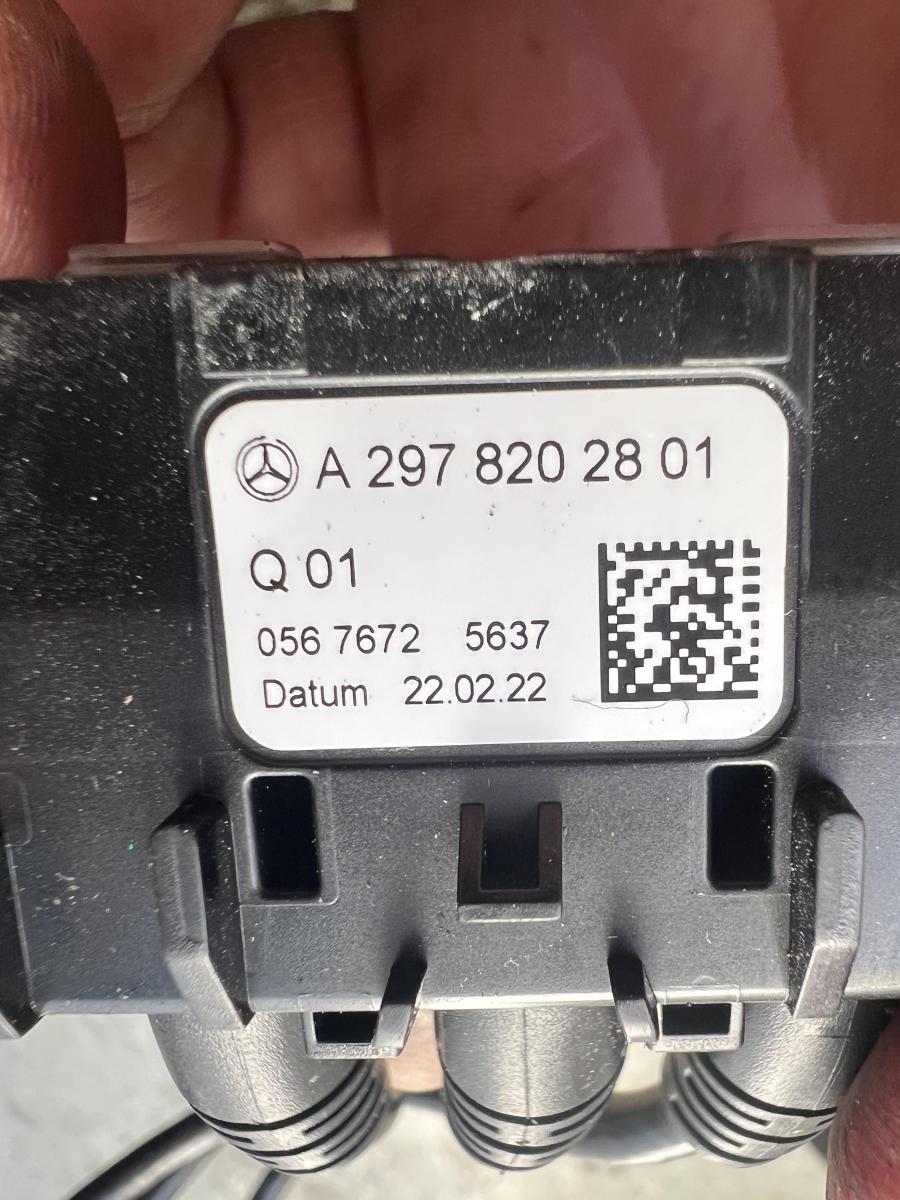 A 297 820 28 01
Q 01
056 7672 5637
Datum 22.02.22